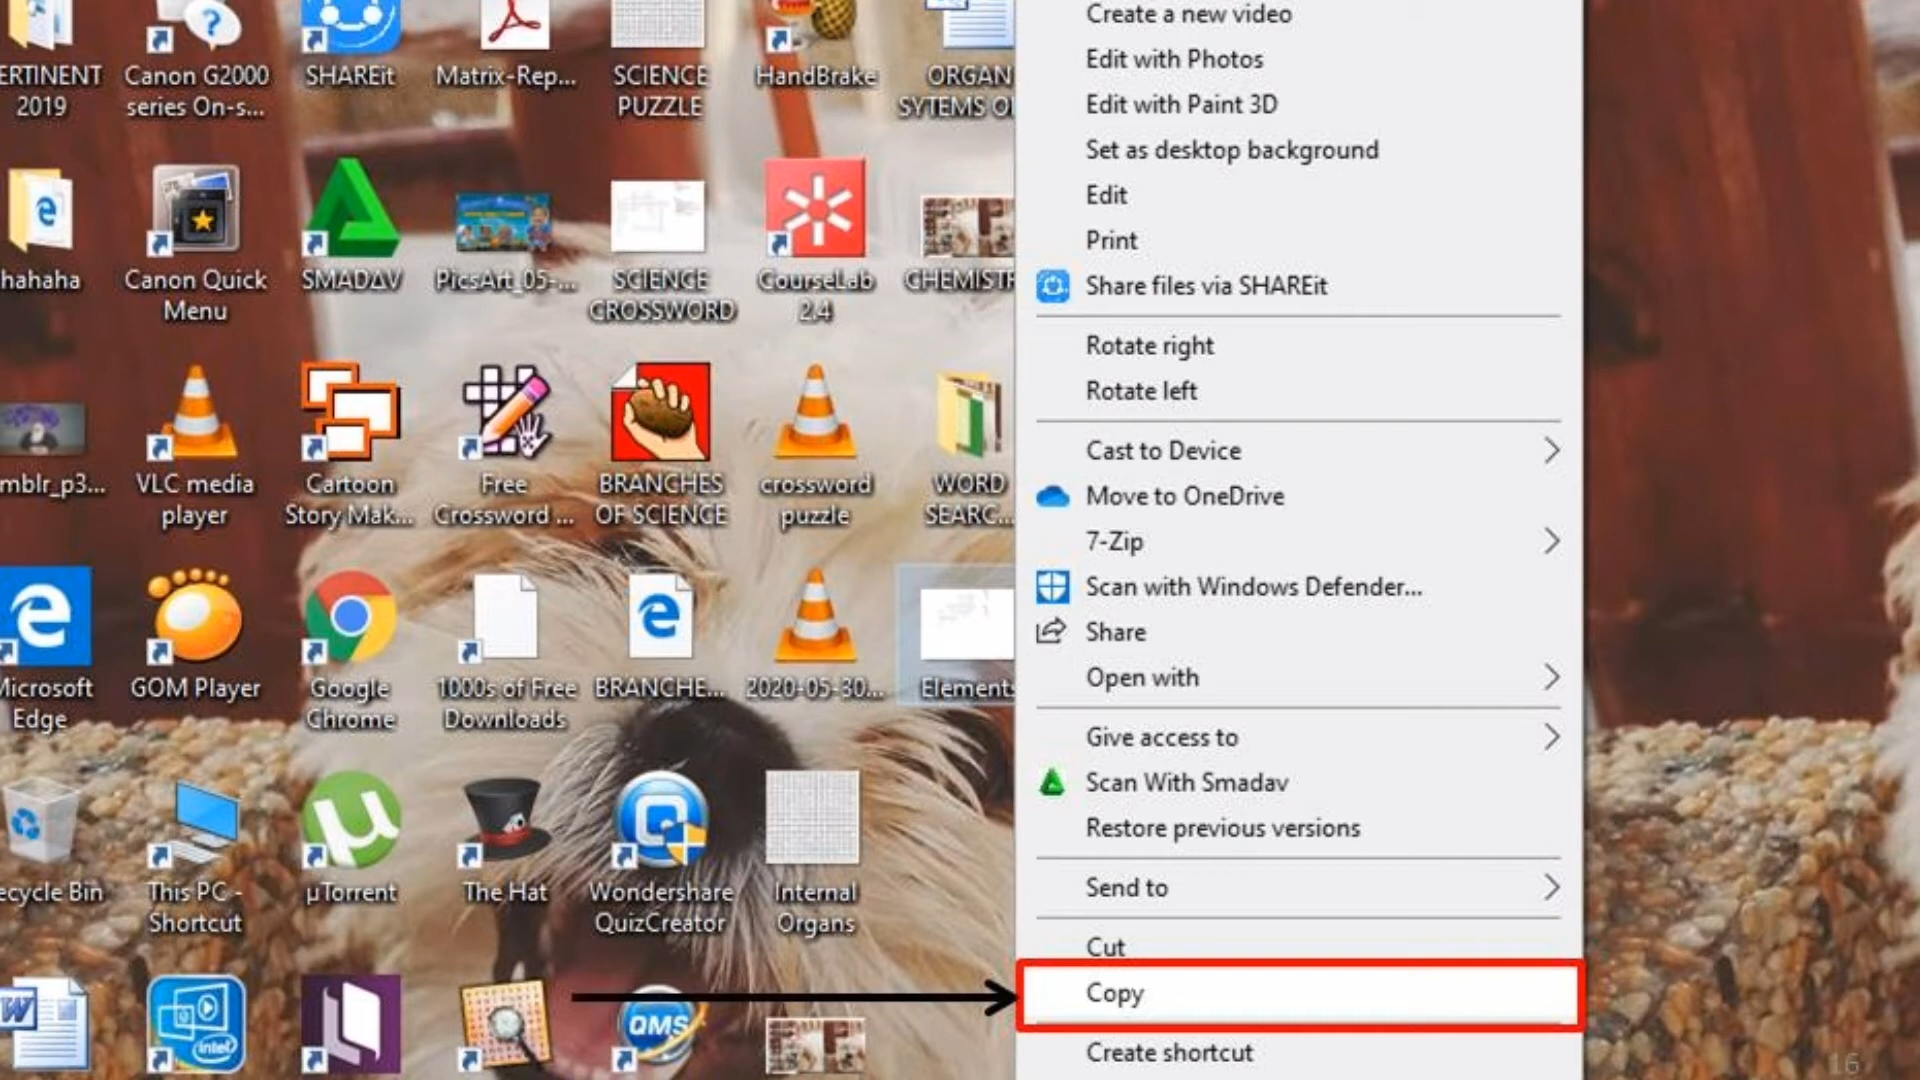 ERTINENT
2019
Canon G2000
series On-s...
SHAREit
Matrix-Rep...
SCIENCE
PUZZLE
HandBrake
ORGAN
SYTEMS O
hahaha
Canon Quick
Menu
SMADAV
PicsArt_05-...
SCIENCE
CROSSWORD
CourseLab
2.4
CHEMISTR
mblr_p3...
VLC media
player
Cartoon
Story Mak...
Free
Crossword ...
BRANCHES
OF SCIENCE
crossword
puzzle
WORD
SEARC...
Microsoft
Edge
GOM Player
Google
Chrome
1000s of Free
Downloads
BRANCHE...
2020-05-30...
Elements
ecycle Bin
This PC -
Shortcut
µTorrent
The Hat
Wondershare
QuizCreator
Internal
Organs
W
intel
QMS
Create a new video
Edit with Photos
Edit with Paint 3D
Set as desktop background
Edit
Print
Share files via SHAREit
Rotate right
Rotate left
Cast to Device
Move to OneDrive
7-Zip
Scan with Windows Defender...
Share
Open with
Give access to
Scan With Smadav
Restore previous versions
Send to
Cut
Copy
Create shortcut
16